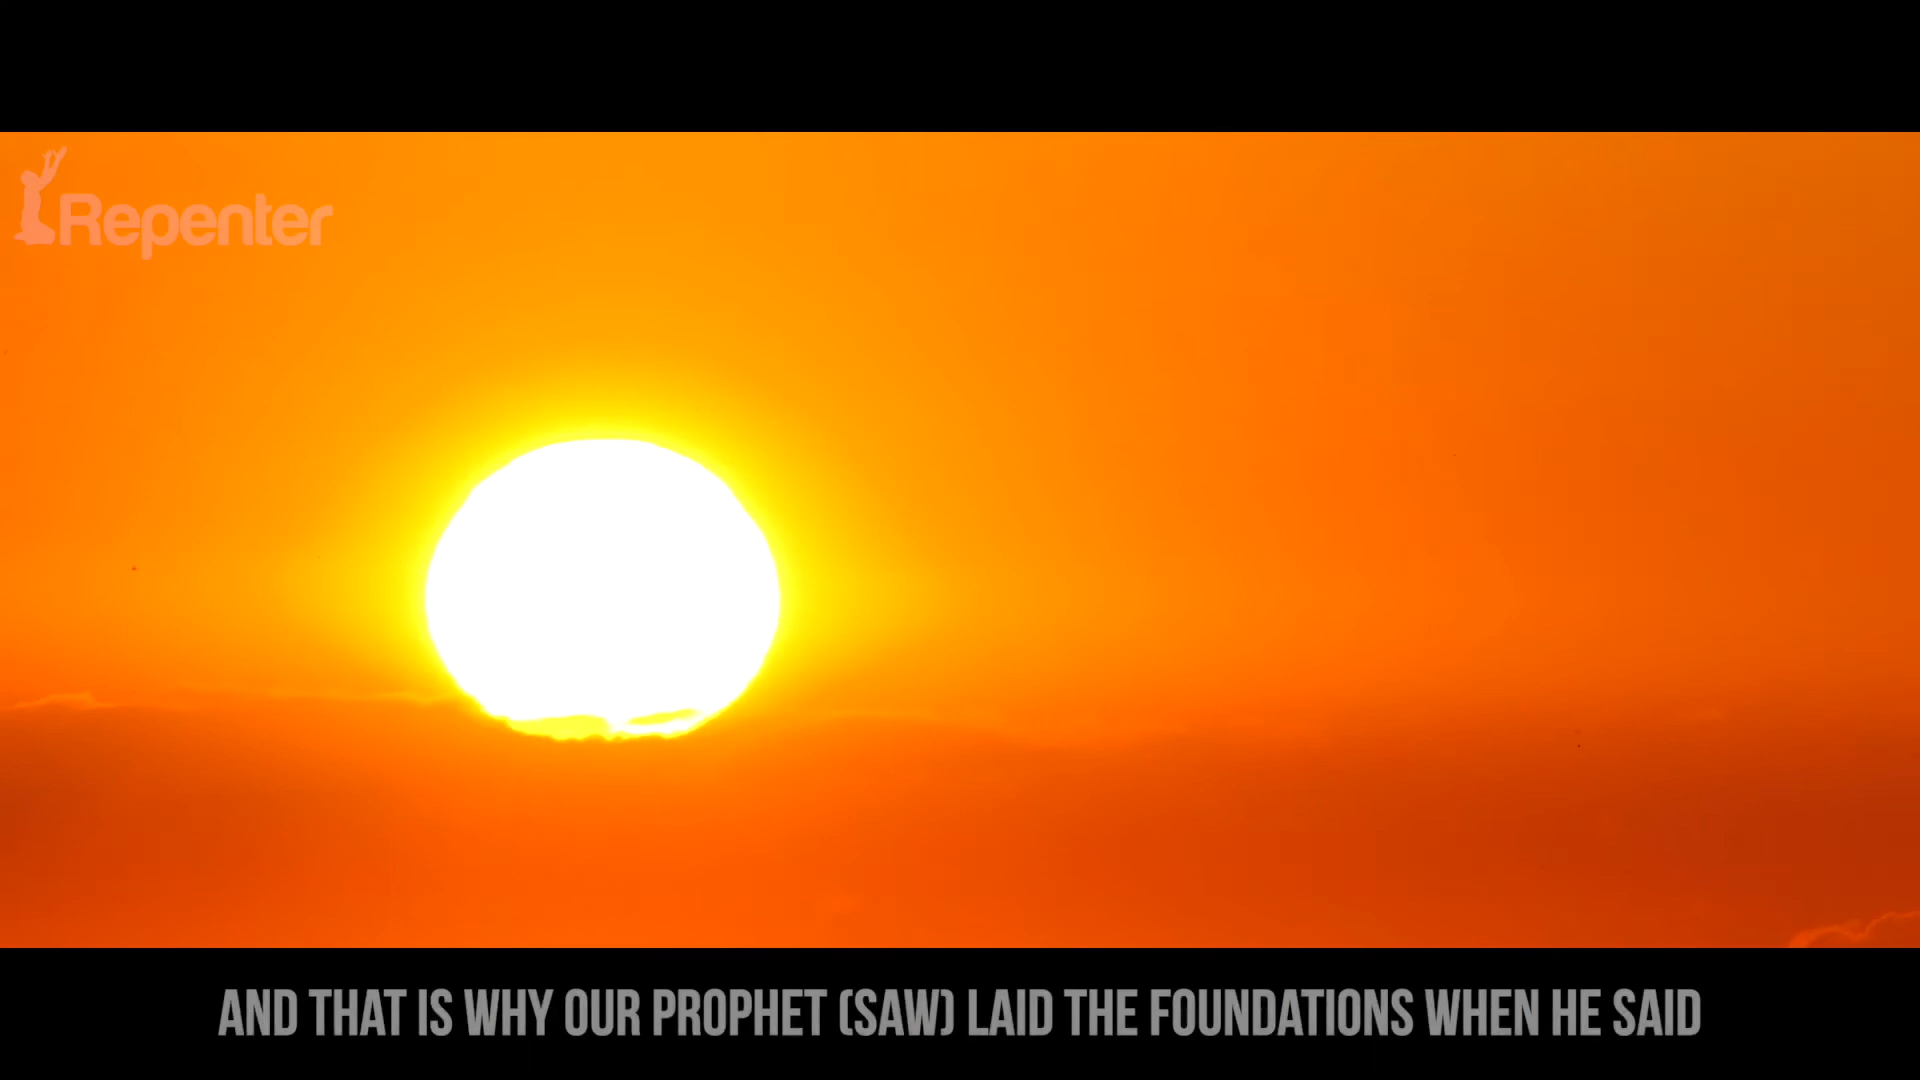 Repenter
AND THAT IS WHY OUR PROPHET (SAW) LAID THE FOUNDATIONS WHEN HE SAID